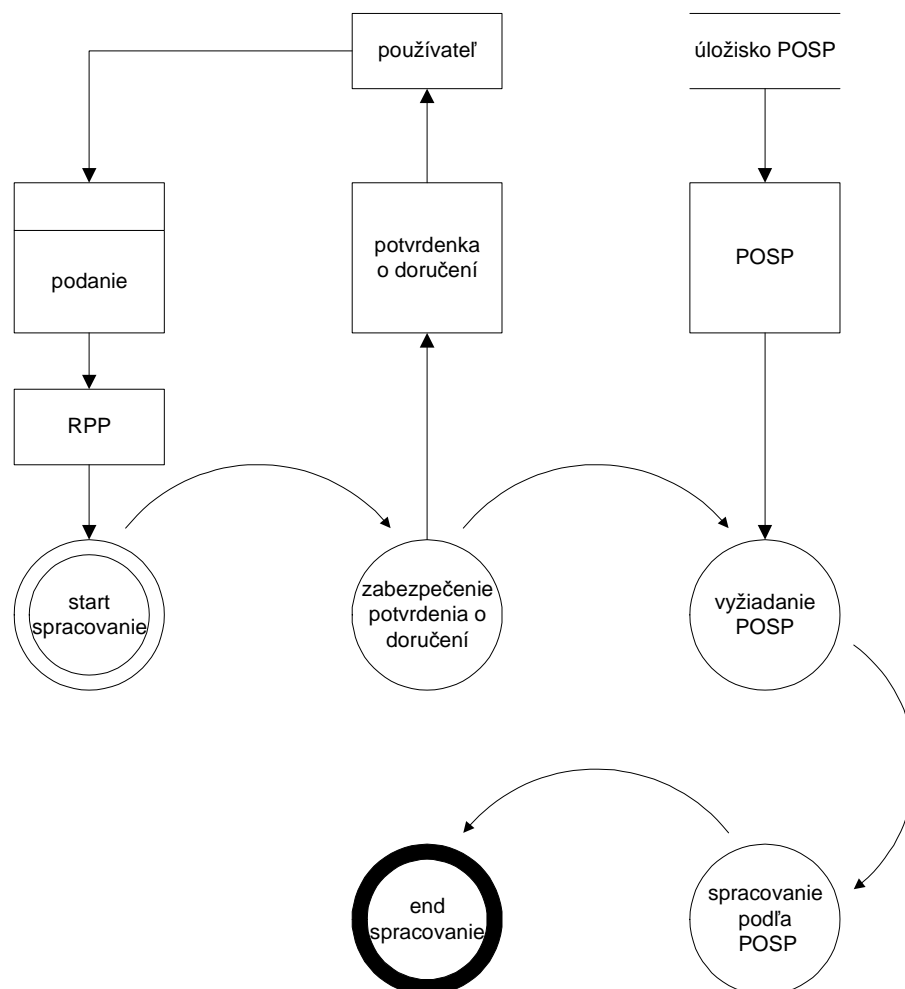 používateľ
úložisko POSP
podanie
potvrdenka
o doručení
POSP
RPP
start
spracovanie
zabezpečenie
potvrdenia o
doručení
vyžiadanie
POSP
end
spracovanie
spracovanie
podľa
POSP